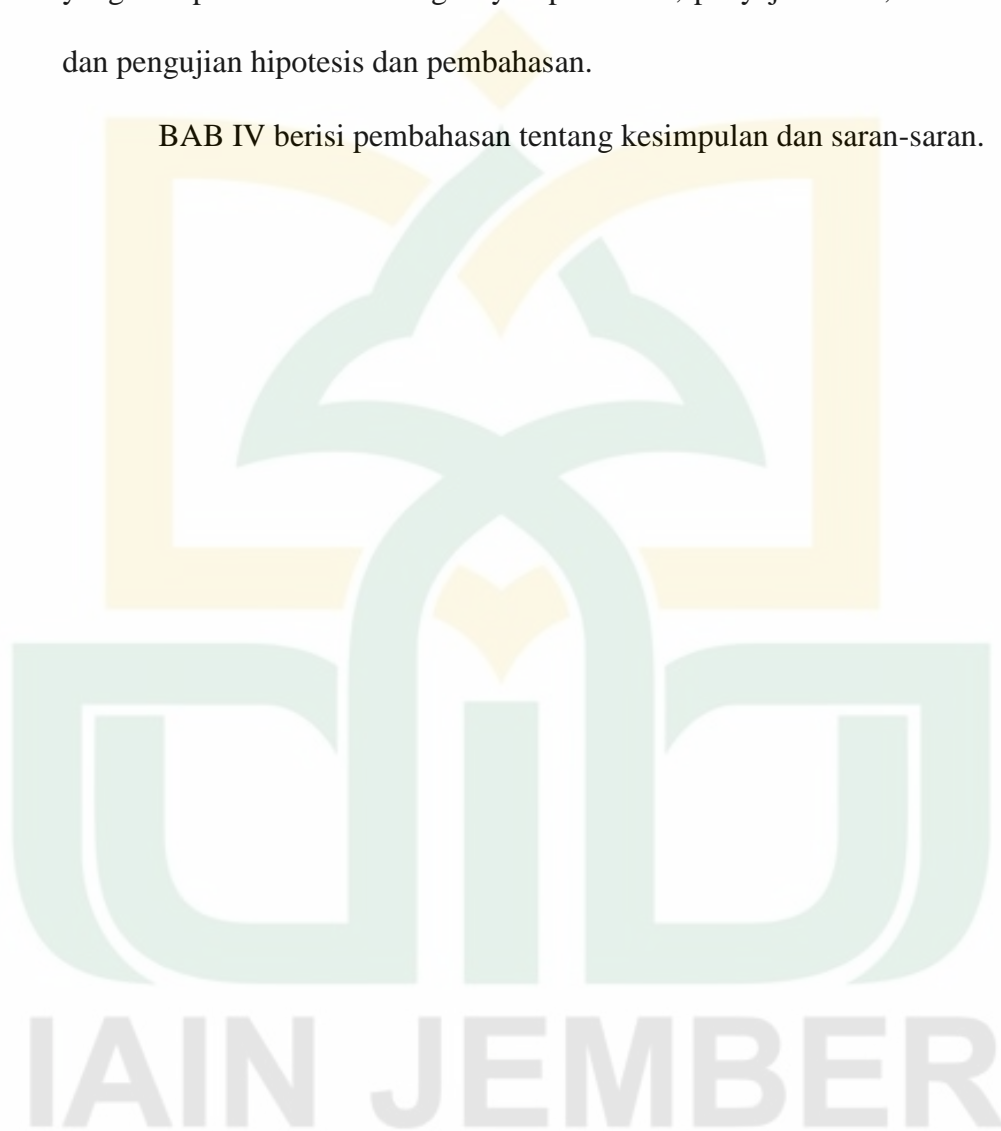 dan pengujian hipotesis dan pembahasan.
BAB IV berisi pembahasan tentang kesimpulan dan saran-saran.
IAIN JEMBER